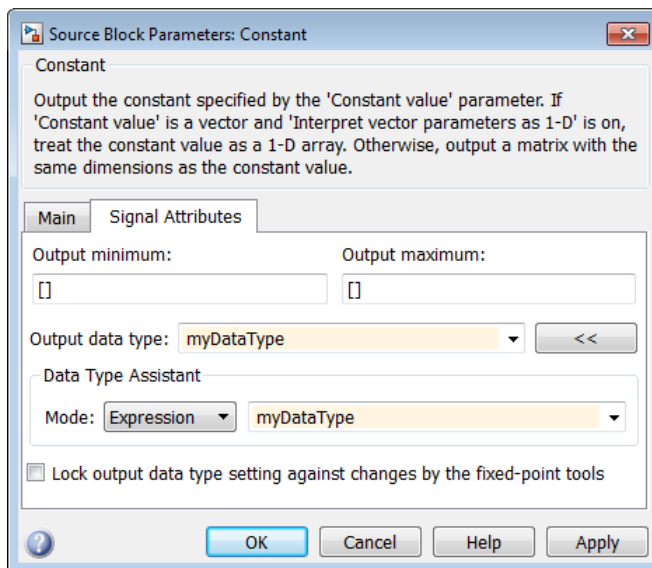 Source Block Parameters: Constant
Constant
Output the constant specified by the 'Constant value' parameter. If
'Constant value' is a vector and 'Interpret vector parameters as 1-D' is on,
treat the constant value as a 1-D array. Otherwise, output a matrix with the
same dimensions as the constant value.
Main Signal Attributes
Output minimum: Output maximum:
[] []
Output data type: myDataType <<
Data Type Assistant
Mode: Expression myDataType
Lock output data type setting against changes by the fixed-point tools
? OK Cancel Help Apply